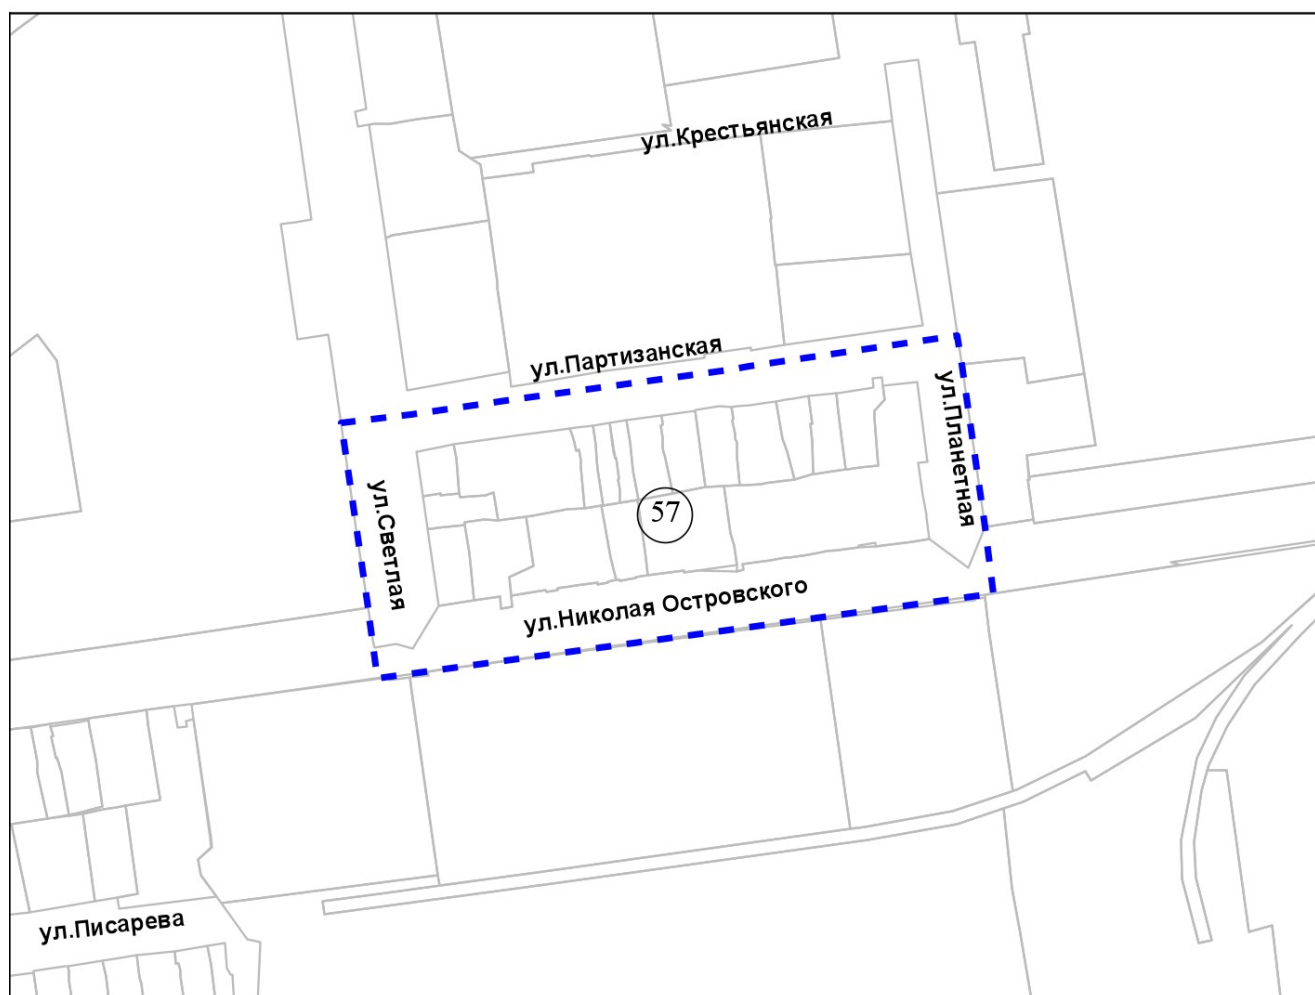 ул.Крестьянская
ул.Партизанская
ул.Планетная
ул.Светлая
57
ул.Николая Островского
ул.Писарева